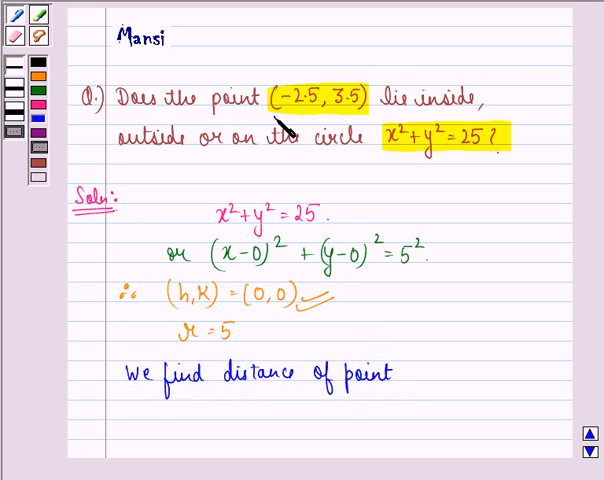 Mansi
Q.) Does the point (-2.5, 3.5) lie inside,
outside or on the circle x² + y² = 25?
Soln:
x² + y² = 25.
or (x-0)² + (y-0)² = 5².
∴ (h,K) = (0,0)
r = 5
We find distance of point